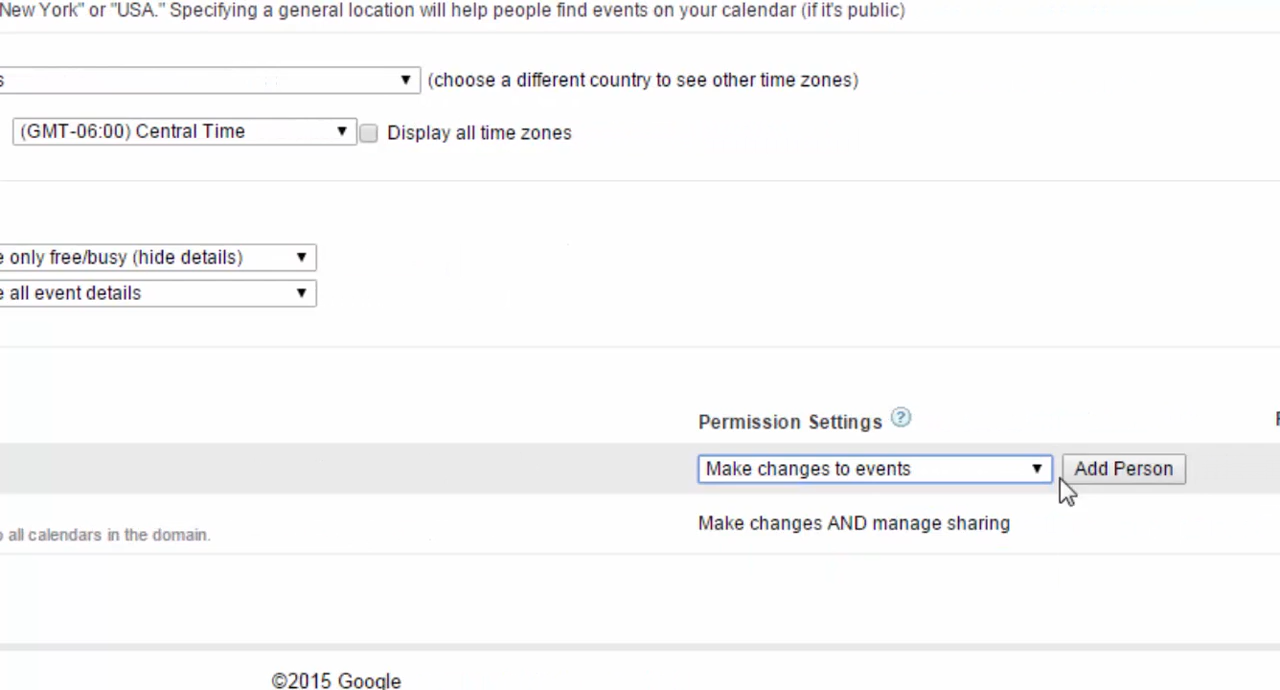 New York" or "USA." Specifying a general location will help people find events on your calendar (if it's public)
(choose a different country to see other time zones)
(GMT-06:00) Central Time Display all time zones
only free/busy (hide details)
all event details
Permission Settings ?
Make changes to events Add Person
all calendars in the domain. Make changes AND manage sharing
©2015 Google